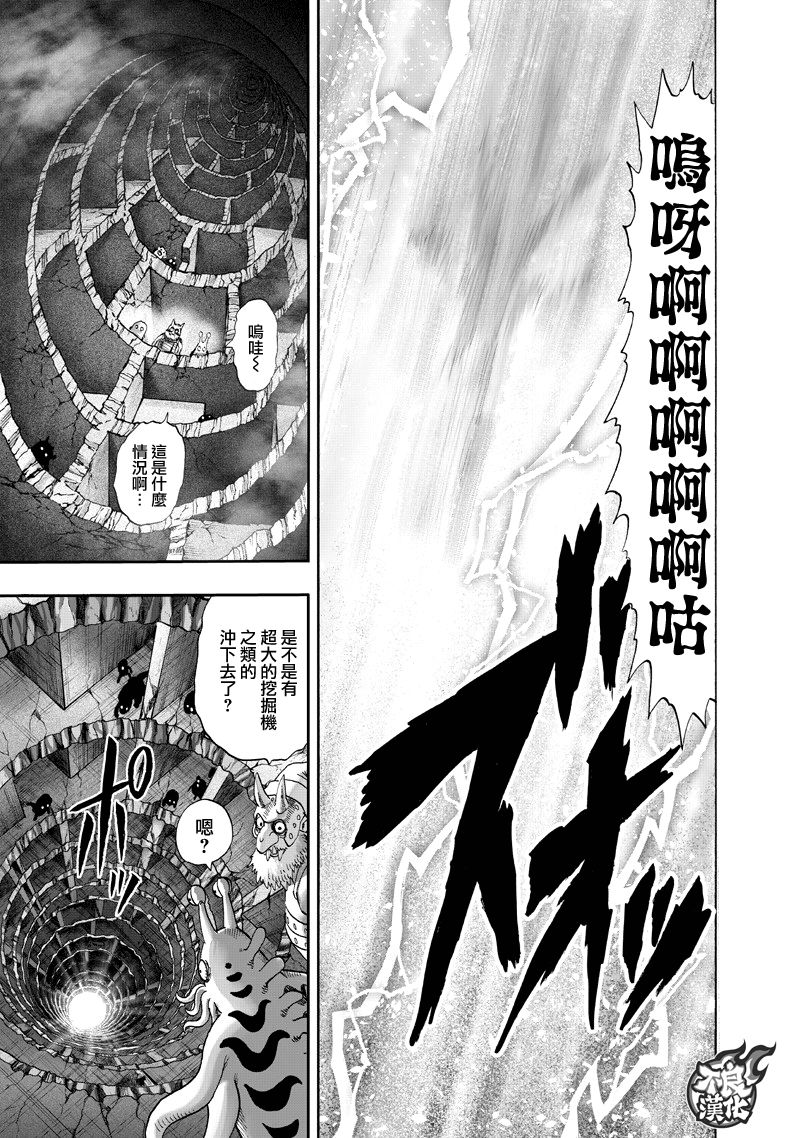 嗚呀啊啊啊啊啊咕
ズズオッ
嗚哇~
這是什麼
情況啊…
是不是有
超大的挖掘機
之類的
沖下去了?
嗯?
ポッ
不良
漢化